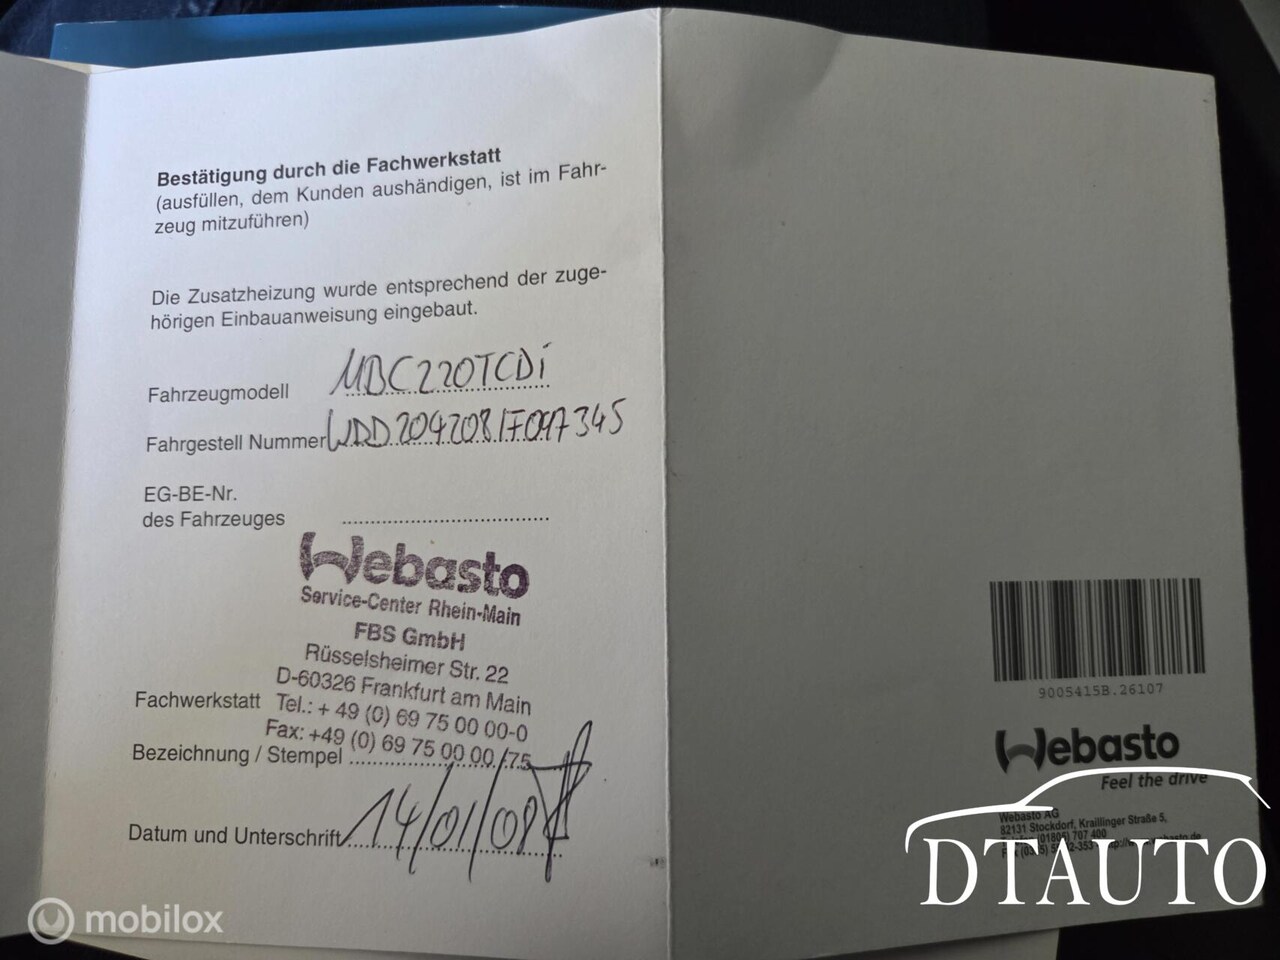 Bestätigung durch die Fachwerkstatt
(ausfüllen, dem Kunden aushändigen, ist im Fahr-
zeug mitzuführen)
Die Zusatzheizung wurde entsprechend der zuge-
hörigen Einbauanweisung eingebaut.
Fahrzeugmodell MBC220TCDi
Fahrgestell Nummer WDD2042081F097345
EG-BE-Nr.
des Fahrzeuges
Webasto
Service-Center Rhein-Main
FBS GmbH
Rüsselsheimer Str. 22
D-60326 Frankfurt am Main
Fachwerkstatt Tel.: + 49 (0) 69 75 00 00-0
Fax: +49 (0) 69 75 00 00/75
Bezeichnung / Stempel
Datum und Unterschrift 14/01/08
9005415B.26107
Webasto
Feel the drive
Webasto AG
82131 Stockdorf, Kraillinger Straße 5,
707 400
DTAUTO
mobilox